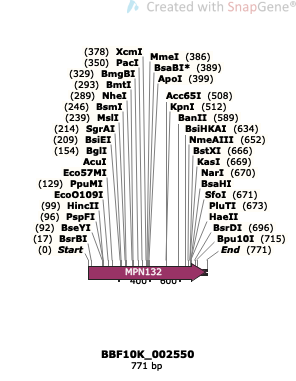 Created with SnapGene®
(378) XcmI
(350) PacI
(329) BmgBI
(293) BmtI
(289) NheI
(246) BsmI
(239) MslI
(214) SgrAI
(209) BsiEI
(154) BglI
AcuI
Eco57MI
(129) PpuMI
EcoO109I
(99) HincII
(96) PspFI
(92) BseYI
(17) BsrBI
(0) Start
MmeI (386)
BsaBI* (389)
ApoI (399)
Acc65I (508)
KpnI (512)
BanII (589)
BsiHKAI (634)
NmeAIII (652)
BstXI (666)
KasI (669)
NarI (670)
BsaHI
SfoI (671)
PluTI (673)
HaeII
BsrDI (696)
Bpu10I (715)
End (771)
MPN132
400 600
BBF10K_002550
771 bp